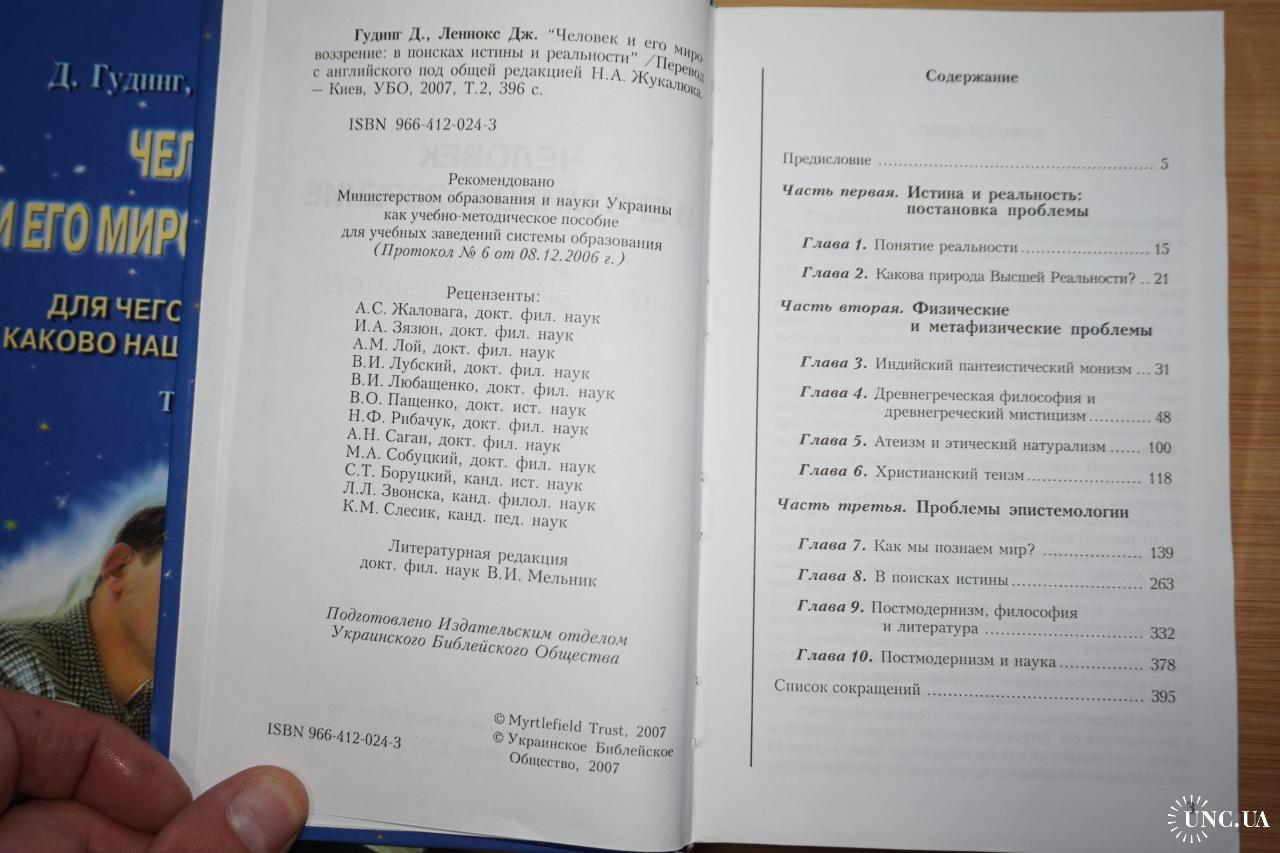 Д. Гудинг,
ЧЕЛ
И ЕГО МИРО
ДЛЯ ЧЕГО
КАКОВО НАШ
Т
Гудинг Д., Леннокс Дж. “Человек и его миро-
воззрение: в поисках истины и реальности” /Перевод
с английского под общей редакцией Н.А. Жукалюка.
– Киев, УБО, 2007, Т.2, 396 с.
ISBN 966-412-024-3
Рекомендовано
Министерством образования и науки Украины
как учебно-методическое пособие
для учебных заведений системы образования
(Протокол № 6 от 08.12.2006 г.)
Рецензенты:
А.С. Жаловага, докт. фил. наук
И.А. Зязюн, докт. фил. наук
А.М. Лой, докт. фил. наук
В.И. Лубский, докт. фил. наук
В.И. Любащенко, докт. фил. наук
В.О. Пащенко, докт. ист. наук
Н.Ф. Рибачук, докт. фил. наук
А.Н. Саган, докт. фил. наук
М.А. Собуцкий, докт. фил. наук
С.Т. Боруцкий, канд. ист. наук
Л.Л. Звонска, канд. филол. наук
К.М. Слесик, канд. пед. наук
Литературная редакция
докт. фил. наук В.И. Мельник
Подготовлено Издательским отделом
Украинского Библейского Общества
ISBN 966-412-024-3
© Myrtlefield Trust, 2007
© Украинское Библейское
Общество, 2007
Содержание
Предисловие ........ 5
Часть первая. Истина и реальность:
постановка проблемы
Глава 1. Понятие реальности ........ 15
Глава 2. Какова природа Высшей Реальности? .. 21
Часть вторая. Физические
и метафизические проблемы
Глава 3. Индийский пантеистический монизм ... 31
Глава 4. Древнегреческая философия и
древнегреческий мистицизм ........ 48
Глава 5. Атеизм и этический натурализм ..... 100
Глава 6. Христианский теизм ........ 118
Часть третья. Проблемы эпистемологии
Глава 7. Как мы познаем мир? ........ 139
Глава 8. В поисках истины ........ 263
Глава 9. Постмодернизм, философия
и литература ........ 332
Глава 10. Постмодернизм и наука ........ 378
Список сокращений ........ 395
3
UNC.UA